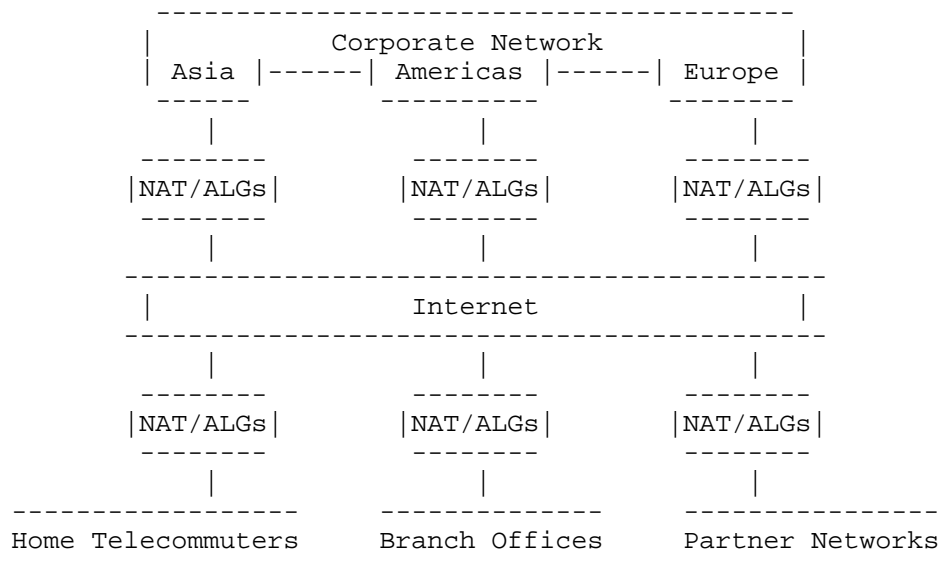 Corporate Network
| Asia |------| Americas |------| Europe |
|NAT/ALGs| |NAT/ALGs| |NAT/ALGs|
| Internet |
|NAT/ALGs| |NAT/ALGs| |NAT/ALGs|
Home Telecommuters Branch Offices Partner Networks